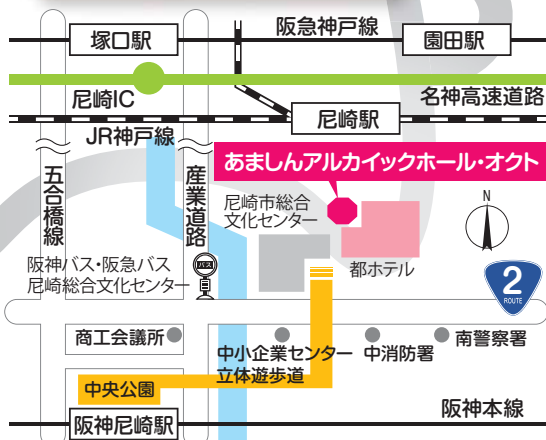 阪急神戸線
塚口駅
園田駅
尼崎IC
名神高速道路
尼崎駅
JR神戸線
あましんアルカイックホール・オクト
五合橋線
産業道路
尼崎市総合
文化センター
N
阪神バス・阪急バス
尼崎総合文化センター
バス
都ホテル
2
ROUTE
商工会議所
中小企業センター
中消防署
南警察署
立体遊歩道
中央公園
阪神本線
阪神尼崎駅